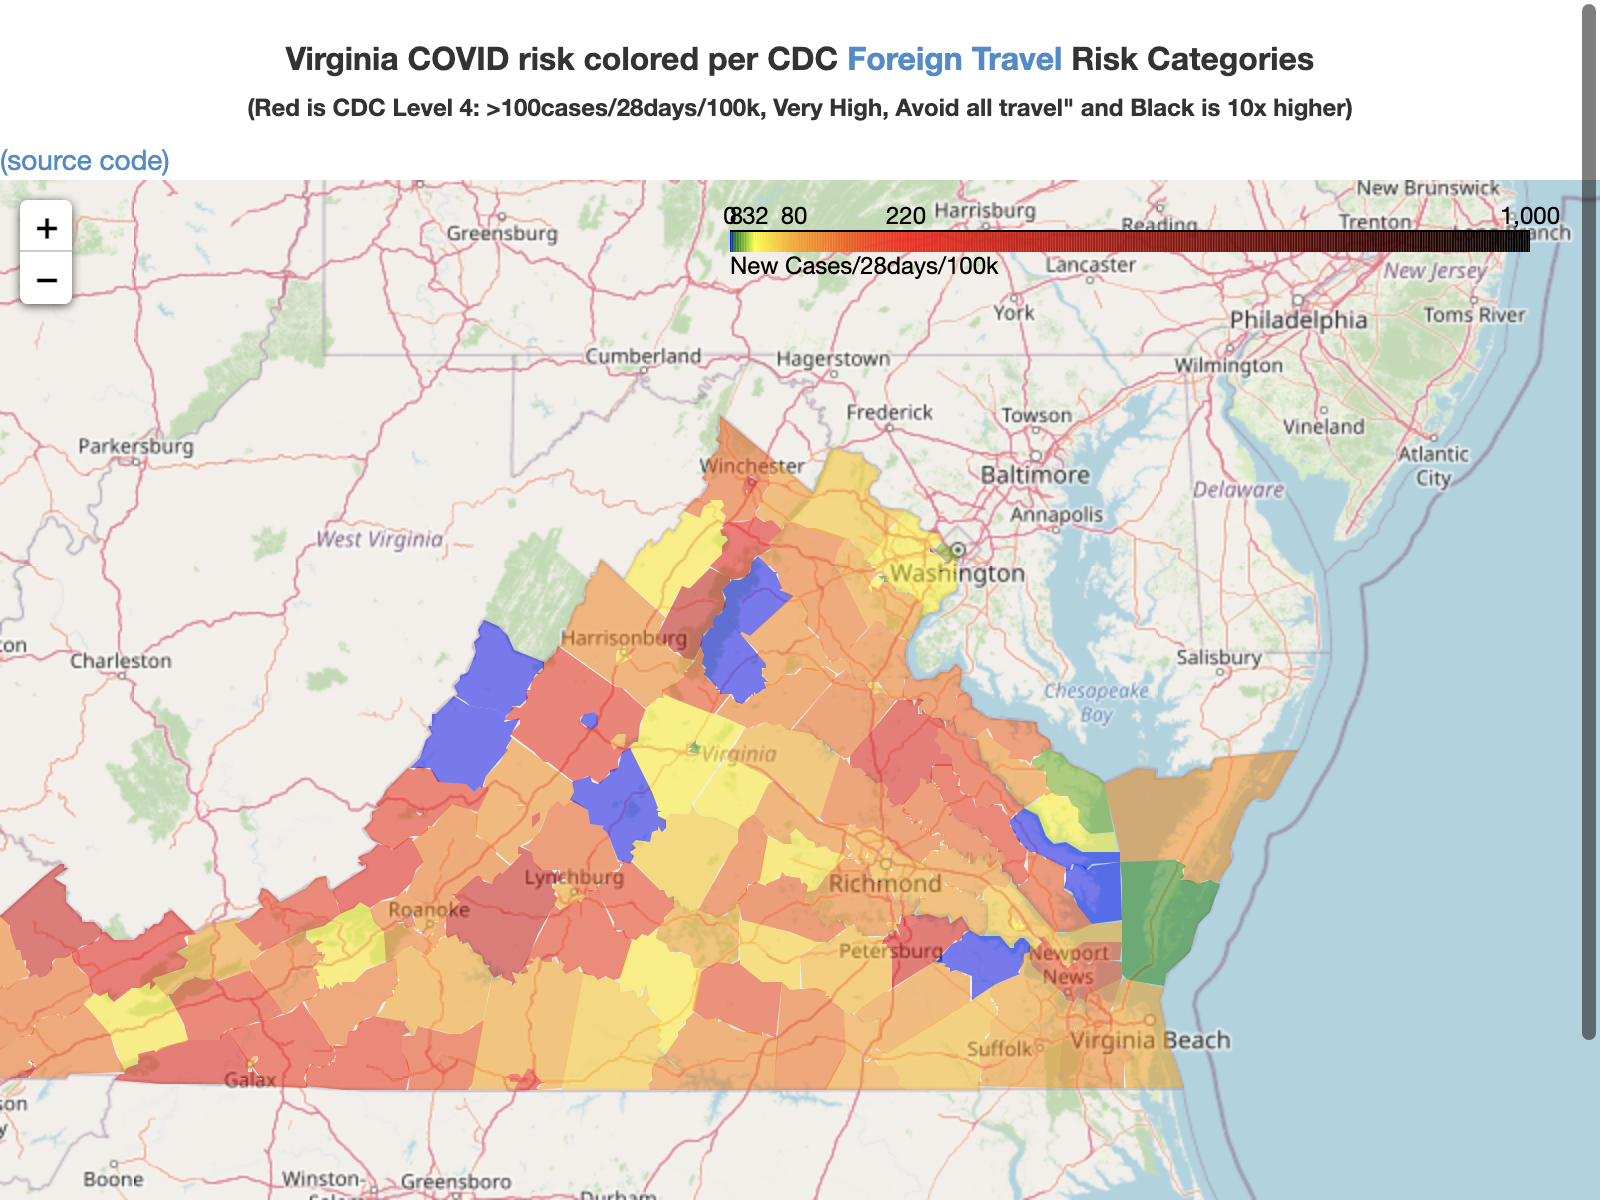 Virginia COVID risk colored per CDC Foreign Travel Risk Categories
(Red is CDC Level 4: >100cases/28days/100k, Very High, Avoid all travel" and Black is 10x higher)
(source code)
+
−
0 8 32 80 220 1,000
New Cases/28days/100k
New Brunswick
Harrisburg
Reading
Trenton
Long Branch
Greensburg
Lancaster
New Jersey
York
Philadelphia
Toms River
Cumberland
Hagerstown
Wilmington
Frederick
Towson
Vineland
Parkersburg
Winchester
Baltimore
Atlantic
City
Delaware
Annapolis
West Virginia
Washington
Harrisonburg
ton
Charleston
Salisbury
Chesapeake
Bay
Virginia
Lynchburg
Richmond
Roanoke
Petersburg
Newport
News
Virginia Beach
Suffolk
Galax
son
y
Boone
Winston-
Salem
Greensboro
Durham